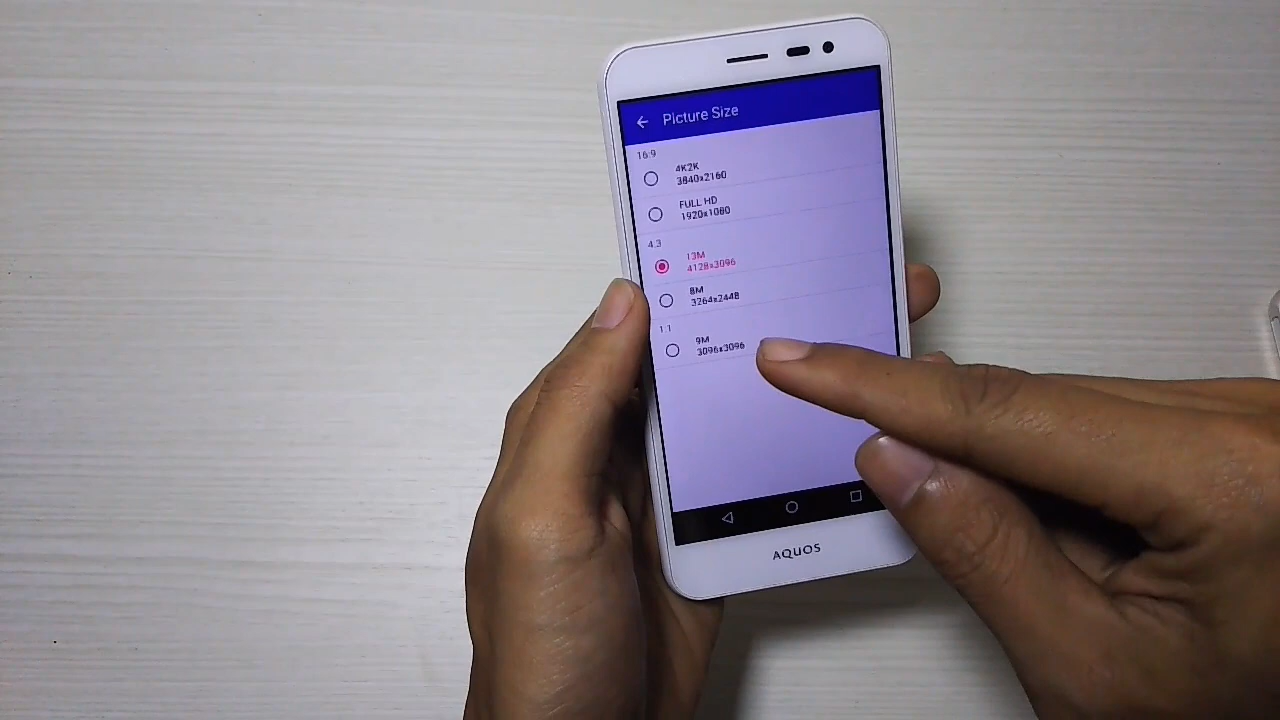 Picture Size
16:9
4K2K
3840x2160
FULL HD
1920x1080
4:3
13M
4128x3096
8M
3264x2448
1:1
9M
3096x3096
AQUOS